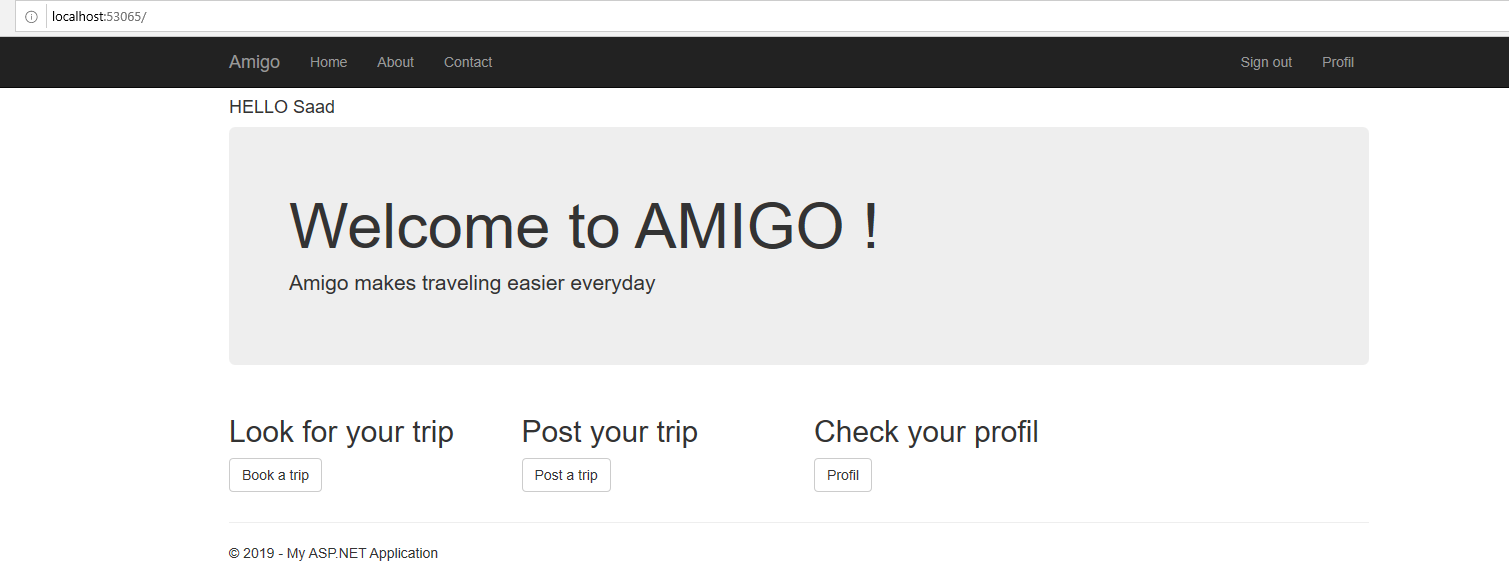 localhost:53065/
Amigo Home About Contact Sign out Profil
HELLO Saad
Welcome to AMIGO !
Amigo makes traveling easier everyday
Look for your trip Post your trip Check your profil
Book a trip Post a trip Profil
© 2019 - My ASP.NET Application